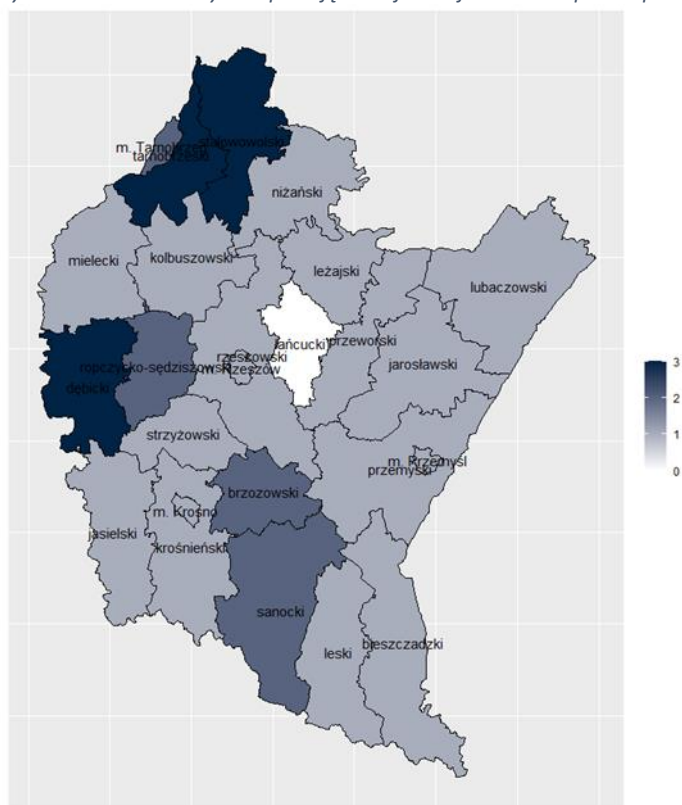 m. Tarnobrzeg
tarnobrzeski
stalowowolski
niżański
mielecki
kolbuszowski
leżajski
lubaczowski
łańcucki
przeworski
jarosławski
rzeszowski
m. Rzeszów
ropczycko-sędziszowski
dębicki
strzyżowski
m. Przemyśl
przemyski
brzozowski
m. Krosno
jasielski
krośnieński
sanocki
leski
bieszczadzki
3
2
1
0